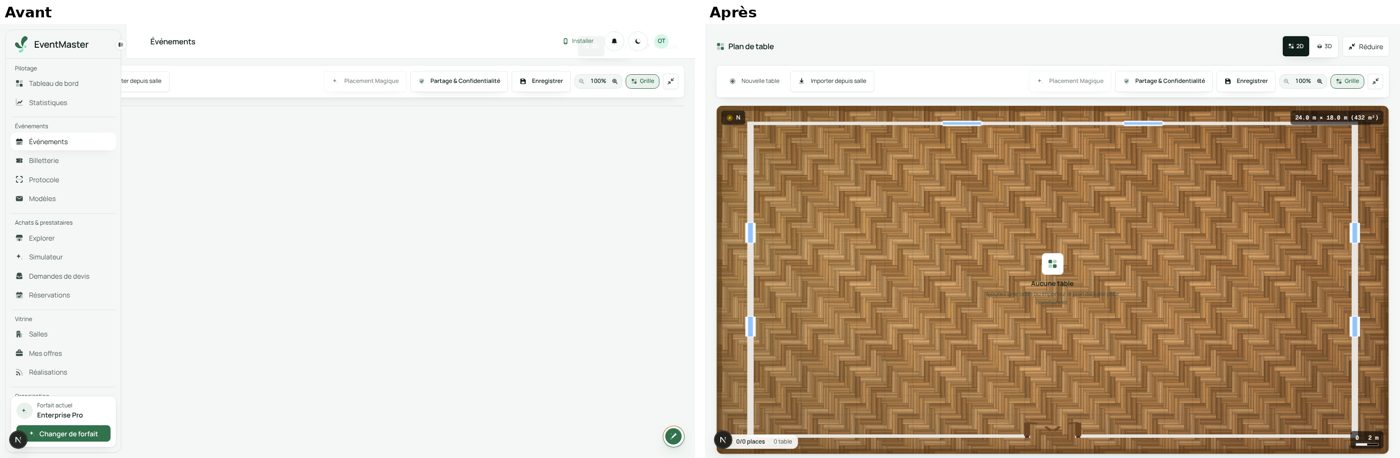 Avant
EventMaster
Pilotage
Tableau de bord
Statistiques
Événements
Événements
Billetterie
Protocole
Modèles
Achats & prestataires
Explorer
Simulateur
Demandes de devis
Réservations
Vitrine
Salles
Mes offres
Réalisations
Forfait actuel
Enterprise Pro
Changer de forfait
N
Événements
Installer
OT
ter depuis salle
Placement Magique
Partage & Confidentialité
Enregistrer
100%
Grille
Après
Plan de table
2D
3D
Réduire
Nouvelle table
Importer depuis salle
Placement Magique
Partage & Confidentialité
Enregistrer
100%
Grille
N
24.0 m × 18.0 m (432 m²)
Aucune table
N
0/0 places
0 table
0 2 m